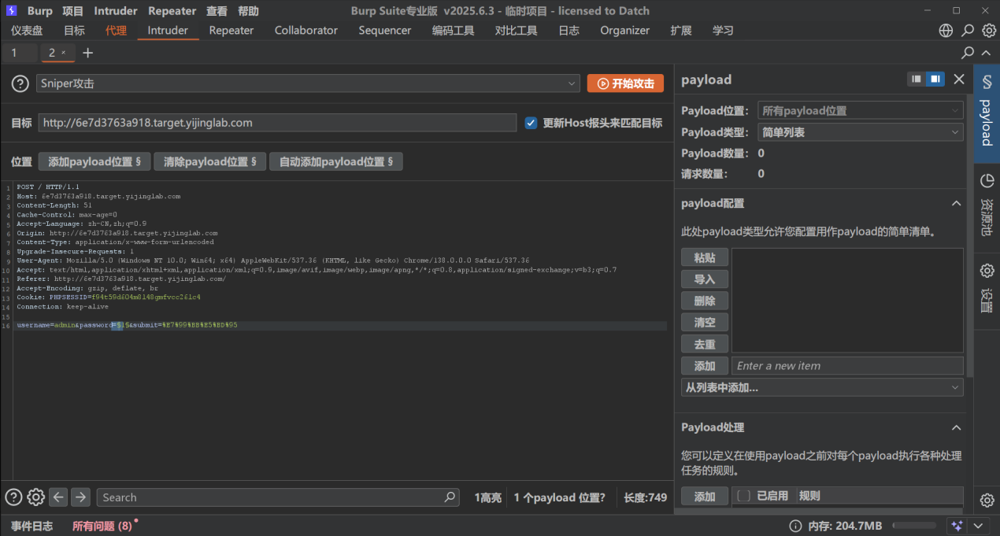 Burp 项目 Intruder Repeater 查看 帮助 Burp Suite专业版 v2025.6.3 - 临时项目 - licensed to Datch
仪表盘 目标 代理 Intruder Repeater Collaborator Sequencer 编码工具 对比工具 日志 Organizer 扩展 学习
1 2 × +
Sniper攻击 开始攻击
目标 http://6e7d3763a918.target.yijinglab.com 更新Host报头来匹配目标
位置 添加payload位置 § 清除payload位置 § 自动添加payload位置 §
1 POST / HTTP/1.1
2 Host: 6e7d3763a918.target.yijinglab.com
3 Content-Length: 51
4 Cache-Control: max-age=0
5 Accept-Language: zh-CN,zh;q=0.9
6 Origin: http://6e7d3763a918.target.yijinglab.com
7 Content-Type: application/x-www-form-urlencoded
8 Upgrade-Insecure-Requests: 1
9 User-Agent: Mozilla/5.0 (Windows NT 10.0; Win64; x64) AppleWebKit/537.36 (KHTML, like Gecko) Chrome/138.0.0.0 Safari/537.36
10 Accept: text/html,application/xhtml+xml,application/xml;q=0.9,image/avif,image/webp,image/apng,*/*;q=0.8,application/signed-exchange;v=b3;q=0.7
11 Referer: http://6e7d3763a918.target.yijinglab.com/
12 Accept-Encoding: gzip, deflate, br
13 Cookie: PHPSESSID=f94t59d604m8148gmfvcc26lc4
14 Connection: keep-alive
15
16 username=admin&password=§1§&submit=%E7%99%BB%E5%BD%95
Search 1高亮 1 个payload 位置? 长度:749
payload
Payload位置: 所有payload位置
Payload类型: 简单列表
Payload数量: 0
请求数量: 0
payload配置
此处payload类型允许您配置用作payload的简单清单。
粘贴
导入
删除
清空
去重
添加 Enter a new item
从列表中添加...
Payload处理
您可以定义在使用payload之前对每个payload执行各种处理
任务的规则。
添加 已启用 规则
§ payload
资源池
设置
事件日志 所有问题 (8) 内存: 204.7MB